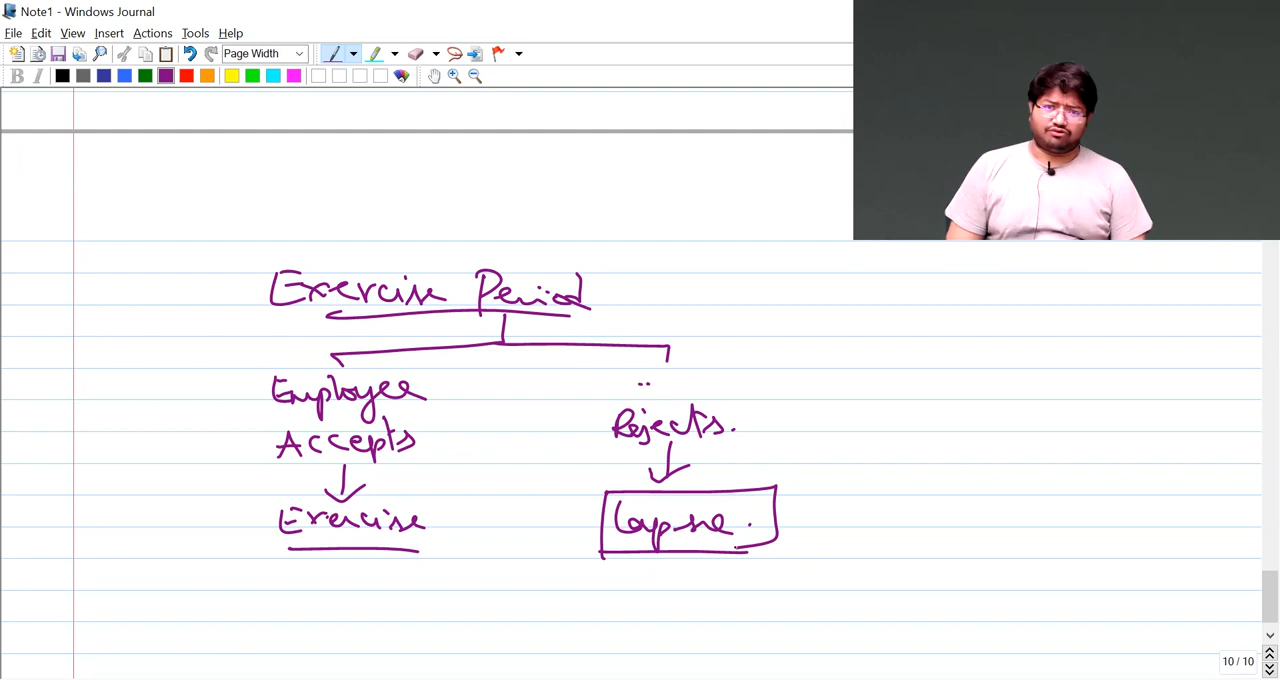 Note1 - Windows Journal
File Edit View Insert Actions Tools Help
Page Width
B I
Exercise Period
Employee "
Accepts Rejects.
Exercise Lapse.
10 / 10